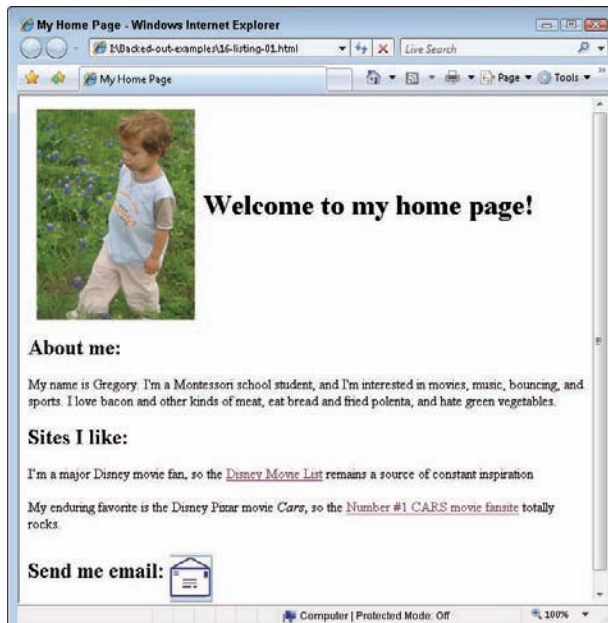 My Home Page - Windows Internet Explorer
I:\Backed-out-examples\16-listing-01.html
Live Search
My Home Page
Page
Tools
Welcome to my home page!
About me:
My name is Gregory. I'm a Montessori school student, and I'm interested in movies, music, bouncing, and
sports. I love bacon and other kinds of meat, eat bread and fried polenta, and hate green vegetables.
Sites I like:
I'm a major Disney movie fan, so the Disney Movie List remains a source of constant inspiration
My enduring favorite is the Disney Pixar movie Cars, so the Number #1 CARS movie fansite totally
rocks.
Send me email:
Computer | Protected Mode: Off
100%